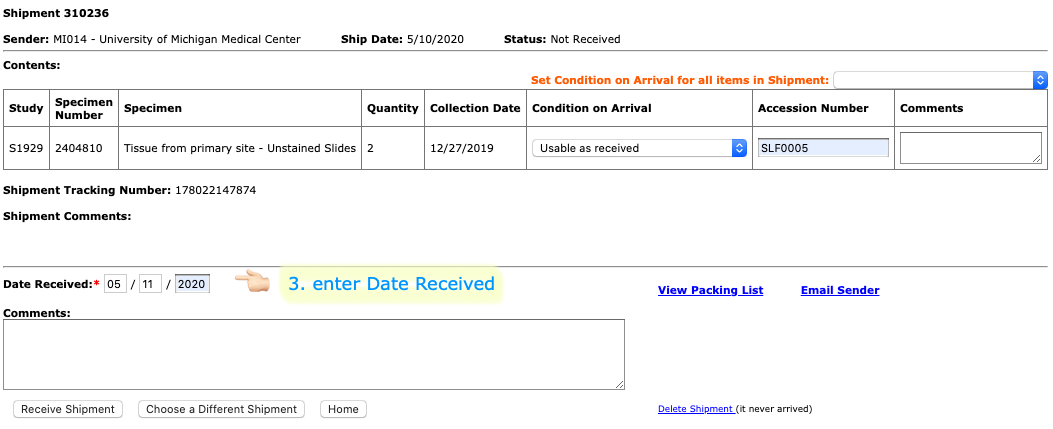 Shipment 310236
Sender: MI014 - University of Michigan Medical Center Ship Date: 5/10/2020 Status: Not Received
Contents:
Set Condition on Arrival for all items in Shipment:
Study Specimen Number Specimen Quantity Collection Date Condition on Arrival Accession Number Comments
S1929 2404810 Tissue from primary site - Unstained Slides 2 12/27/2019 Usable as received SLF0005
Shipment Tracking Number: 178022147874
Shipment Comments:
Date Received:* 05 / 11 / 2020 3. enter Date Received
View Packing List Email Sender
Comments:
Receive Shipment Choose a Different Shipment Home Delete Shipment (it never arrived)